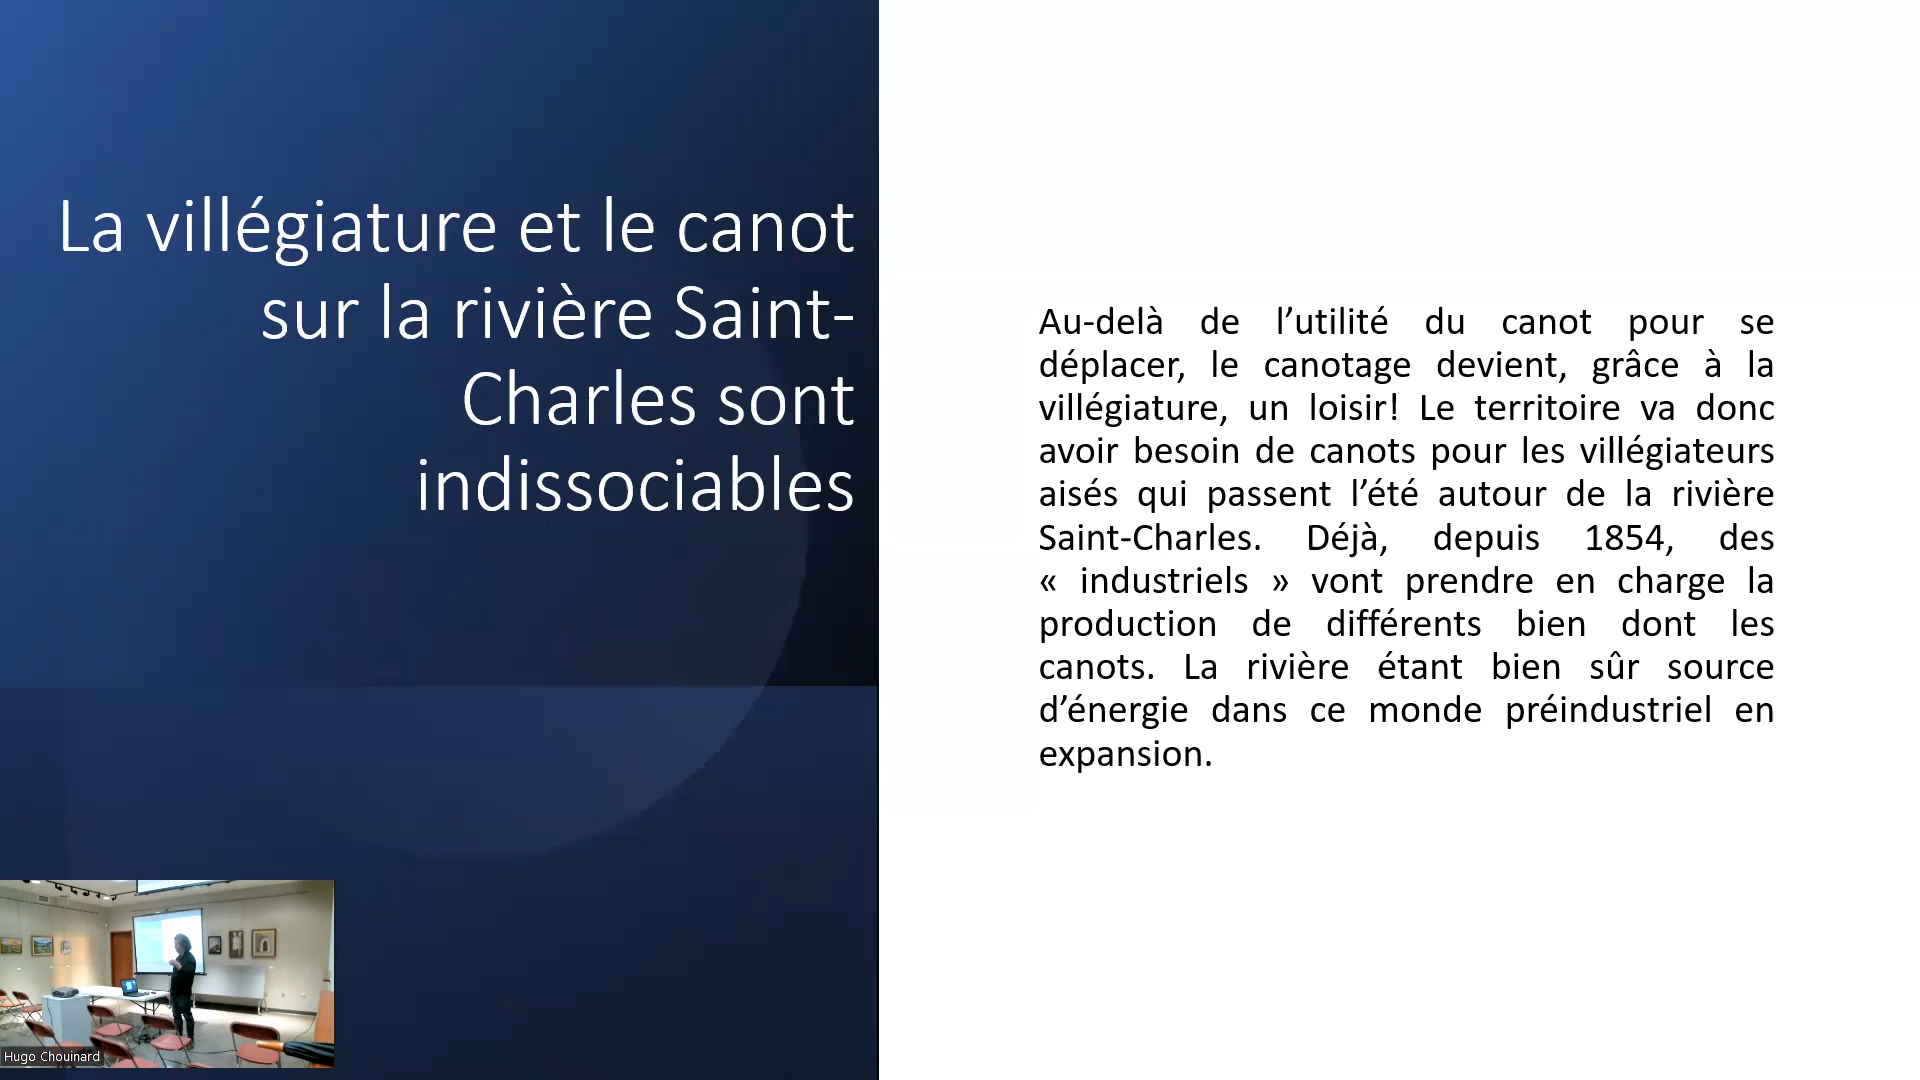 La villégiature et le canot
sur la rivière Saint-
Charles sont
indissociables
Au-delà de l’utilité du canot pour se
déplacer, le canotage devient, grâce à la
villégiature, un loisir! Le territoire va donc
avoir besoin de canots pour les villégiateurs
aisés qui passent l’été autour de la rivière
Saint-Charles. Déjà, depuis 1854, des
« industriels » vont prendre en charge la
production de différents bien dont les
canots. La rivière étant bien sûr source
d’énergie dans ce monde préindustriel en
expansion.
Hugo Chouinard